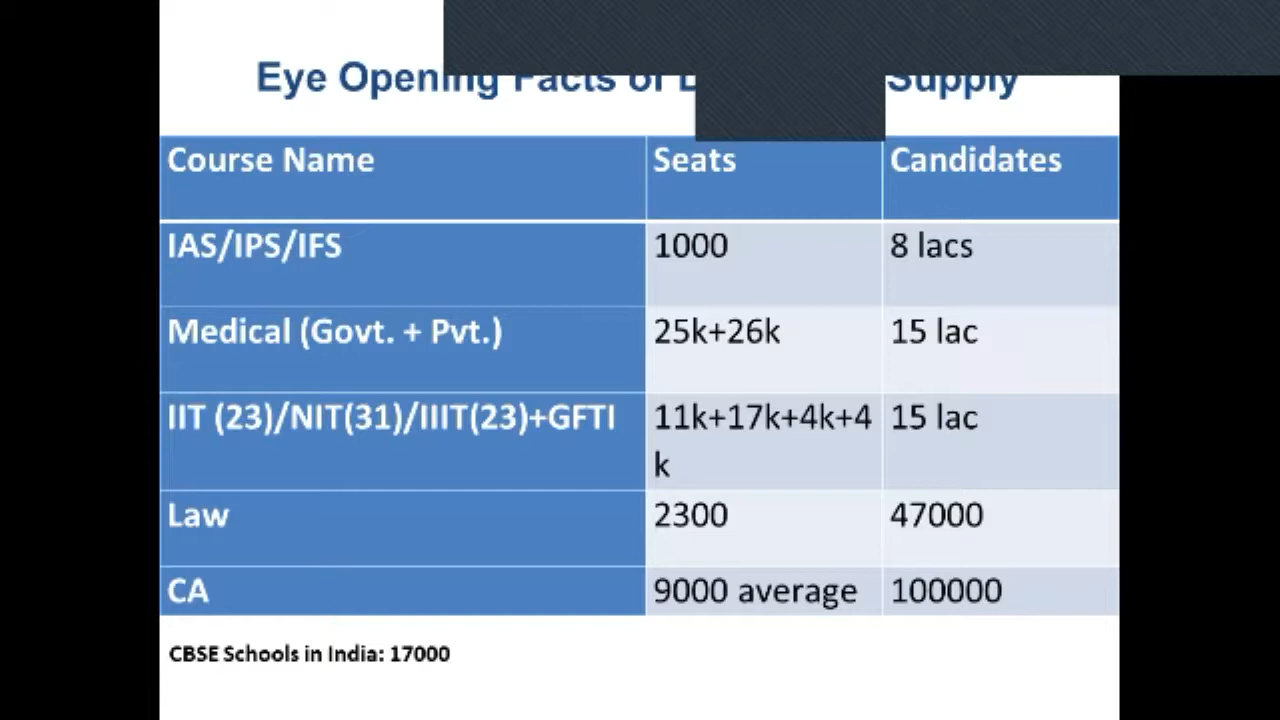 Eye Opening Facts of Supply
Course Name Seats Candidates
IAS/IPS/IFS 1000 8 lacs
Medical (Govt. + Pvt.) 25k+26k 15 lac
IIT (23)/NIT(31)/IIIT(23)+GFTI 11k+17k+4k+4 15 lac
k
Law 2300 47000
CA 9000 average 100000
CBSE Schools in India: 17000